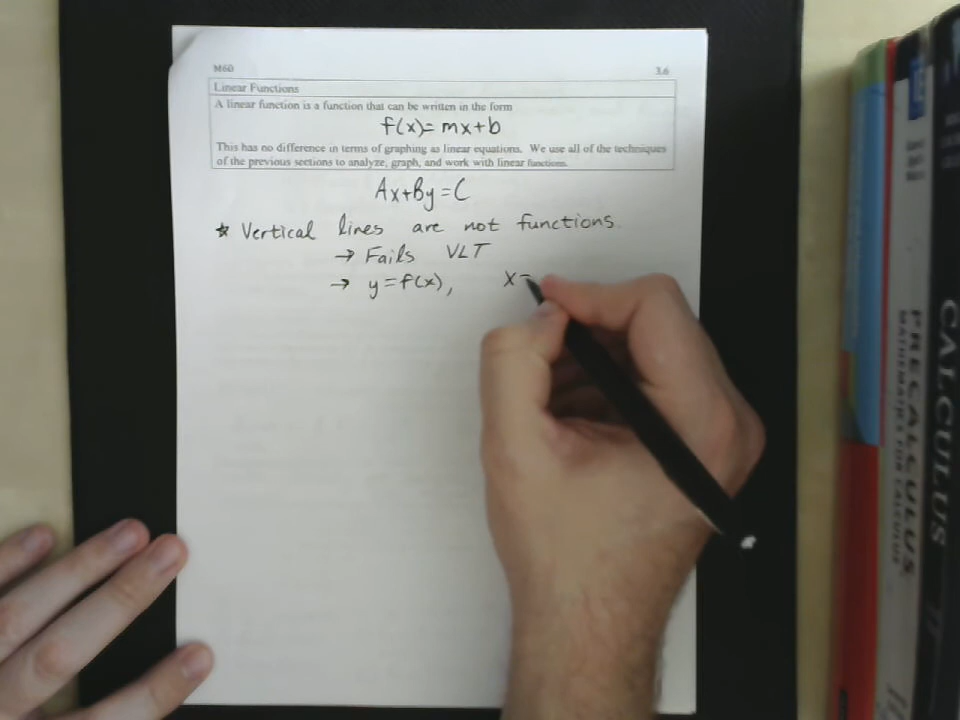 M60 3.6
Linear Functions
A linear function is a function that can be written in the form
f(x)= mx+b
This has no difference in terms of graphing as linear equations. We use all of the techniques
of the previous sections to analyze, graph, and work with linear functions.
Ax+By=C
* Vertical lines are not functions.
→ Fails VLT
→ y=f(x), x=
PRECALCULUS
MATHEMATICS FOR CALCULUS
CALCULUS